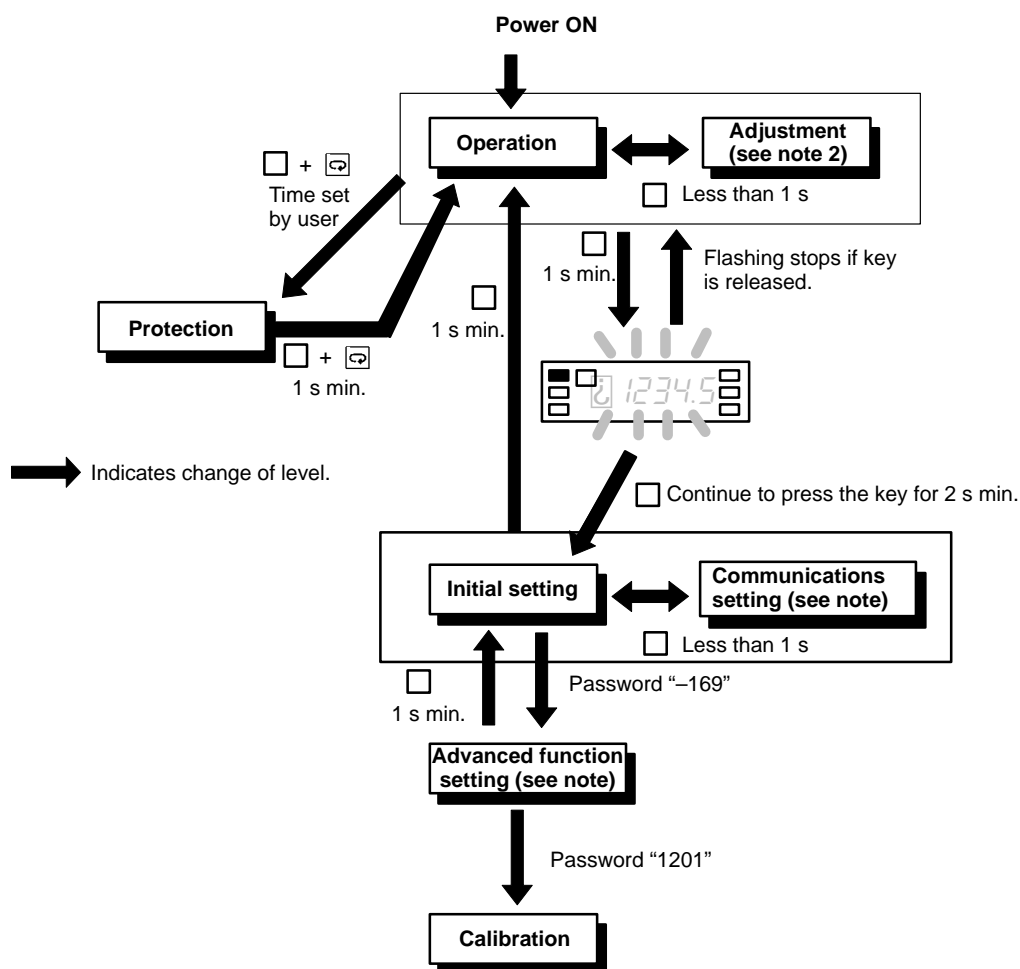 Power ON
Operation
Adjustment
(see note 2)
+
Time set
by user
Less than 1 s
1 s min.
Flashing stops if key
is released.
1 s min.
Protection
+
1 s min.
1234.5
Indicates change of level.
Continue to press the key for 2 s min.
Initial setting
Communications
setting (see note)
Less than 1 s
1 s min.
Password “–169”
Advanced function
setting (see note)
Password “1201”
Calibration